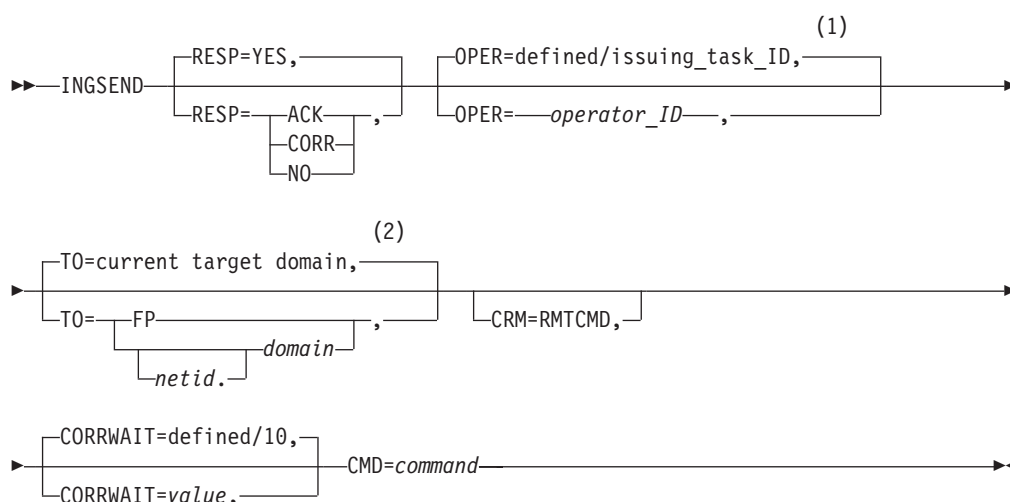 (1)
RESP=YES, OPER=defined/issuing_task_ID,
INGSEND
RESP= ACK , OPER= operator_ID ,
CORR
NO
(2)
TO=current target domain,
TO= FP , CRM=RMTCMD,
domain
netid.
CORRWAIT=defined/10,
CMD=command
CORRWAIT=value,